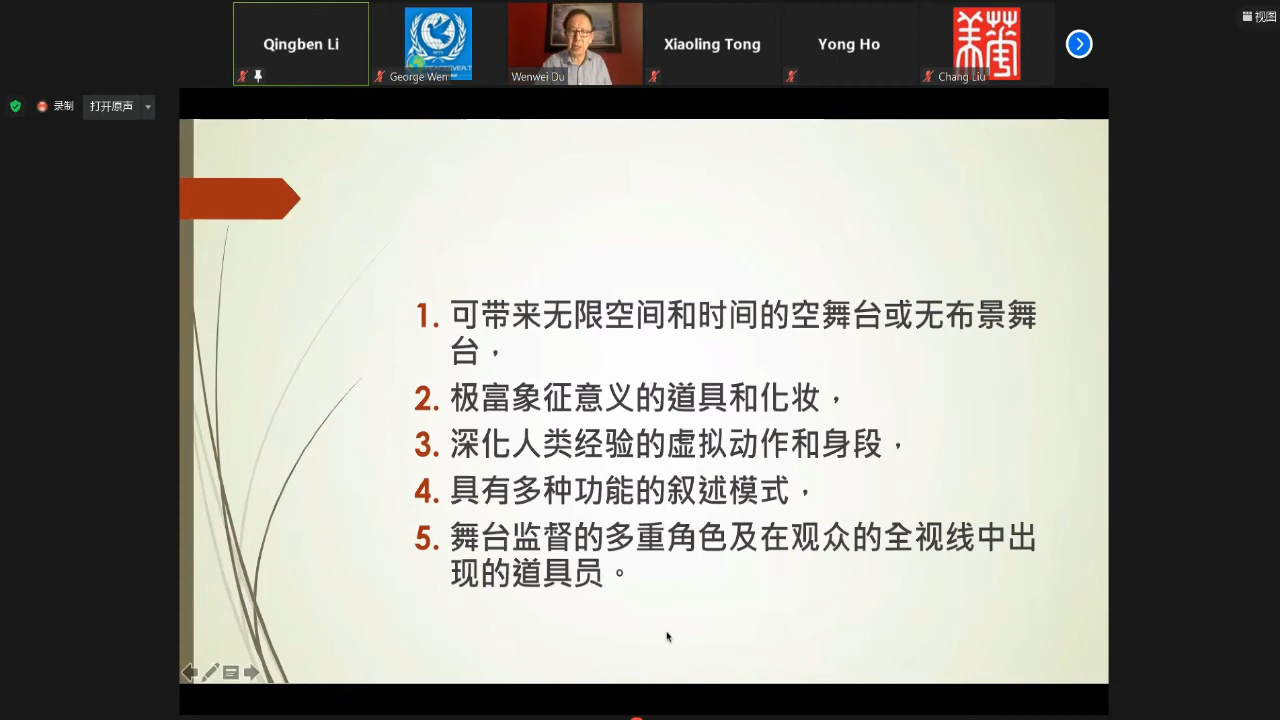 视图
Qingben Li
George Wen
Wenwei Du
Xiaoling Tong
Yong Ho
Chang Liu
录制
打开原声
1. 可带来无限空间和时间的空舞台或无布景舞
台，
2. 极富象征意义的道具和化妆，
3. 深化人类经验的虚拟动作和身段，
4. 具有多种功能的叙述模式，
5. 舞台监督的多重角色及在观众的全视线中出
现的道具员。